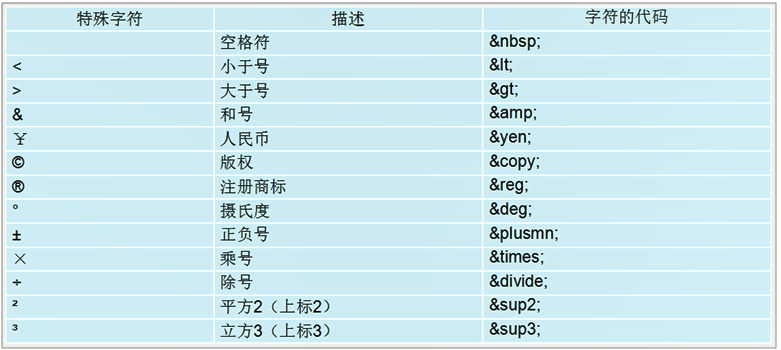 特殊字符 描述 字符的代码
空格符 &nbsp;
< 小于号 &lt;
> 大于号 &gt;
& 和号 &amp;
￥ 人民币 &yen;
© 版权 &copy;
® 注册商标 &reg;
° 摄氏度 &deg;
± 正负号 &plusmn;
× 乘号 &times;
÷ 除号 &divide;
² 平方2（上标2） &sup2;
³ 立方3（上标3） &sup3;